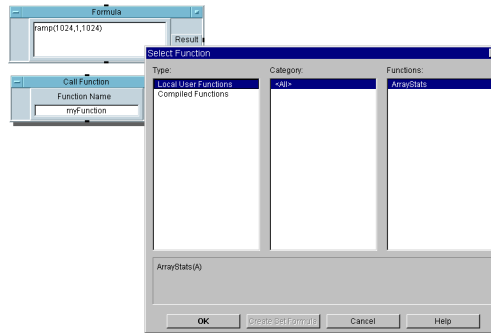 Formula
ramp(1024,1,1024)
Result
Call Function
Function Name
myFunction
Select Function
Type:
Category:
Functions:
Local User Functions
Compiled Functions
<All>
ArrayStats
ArrayStats(A)
OK
Create Set Formula
Cancel
Help